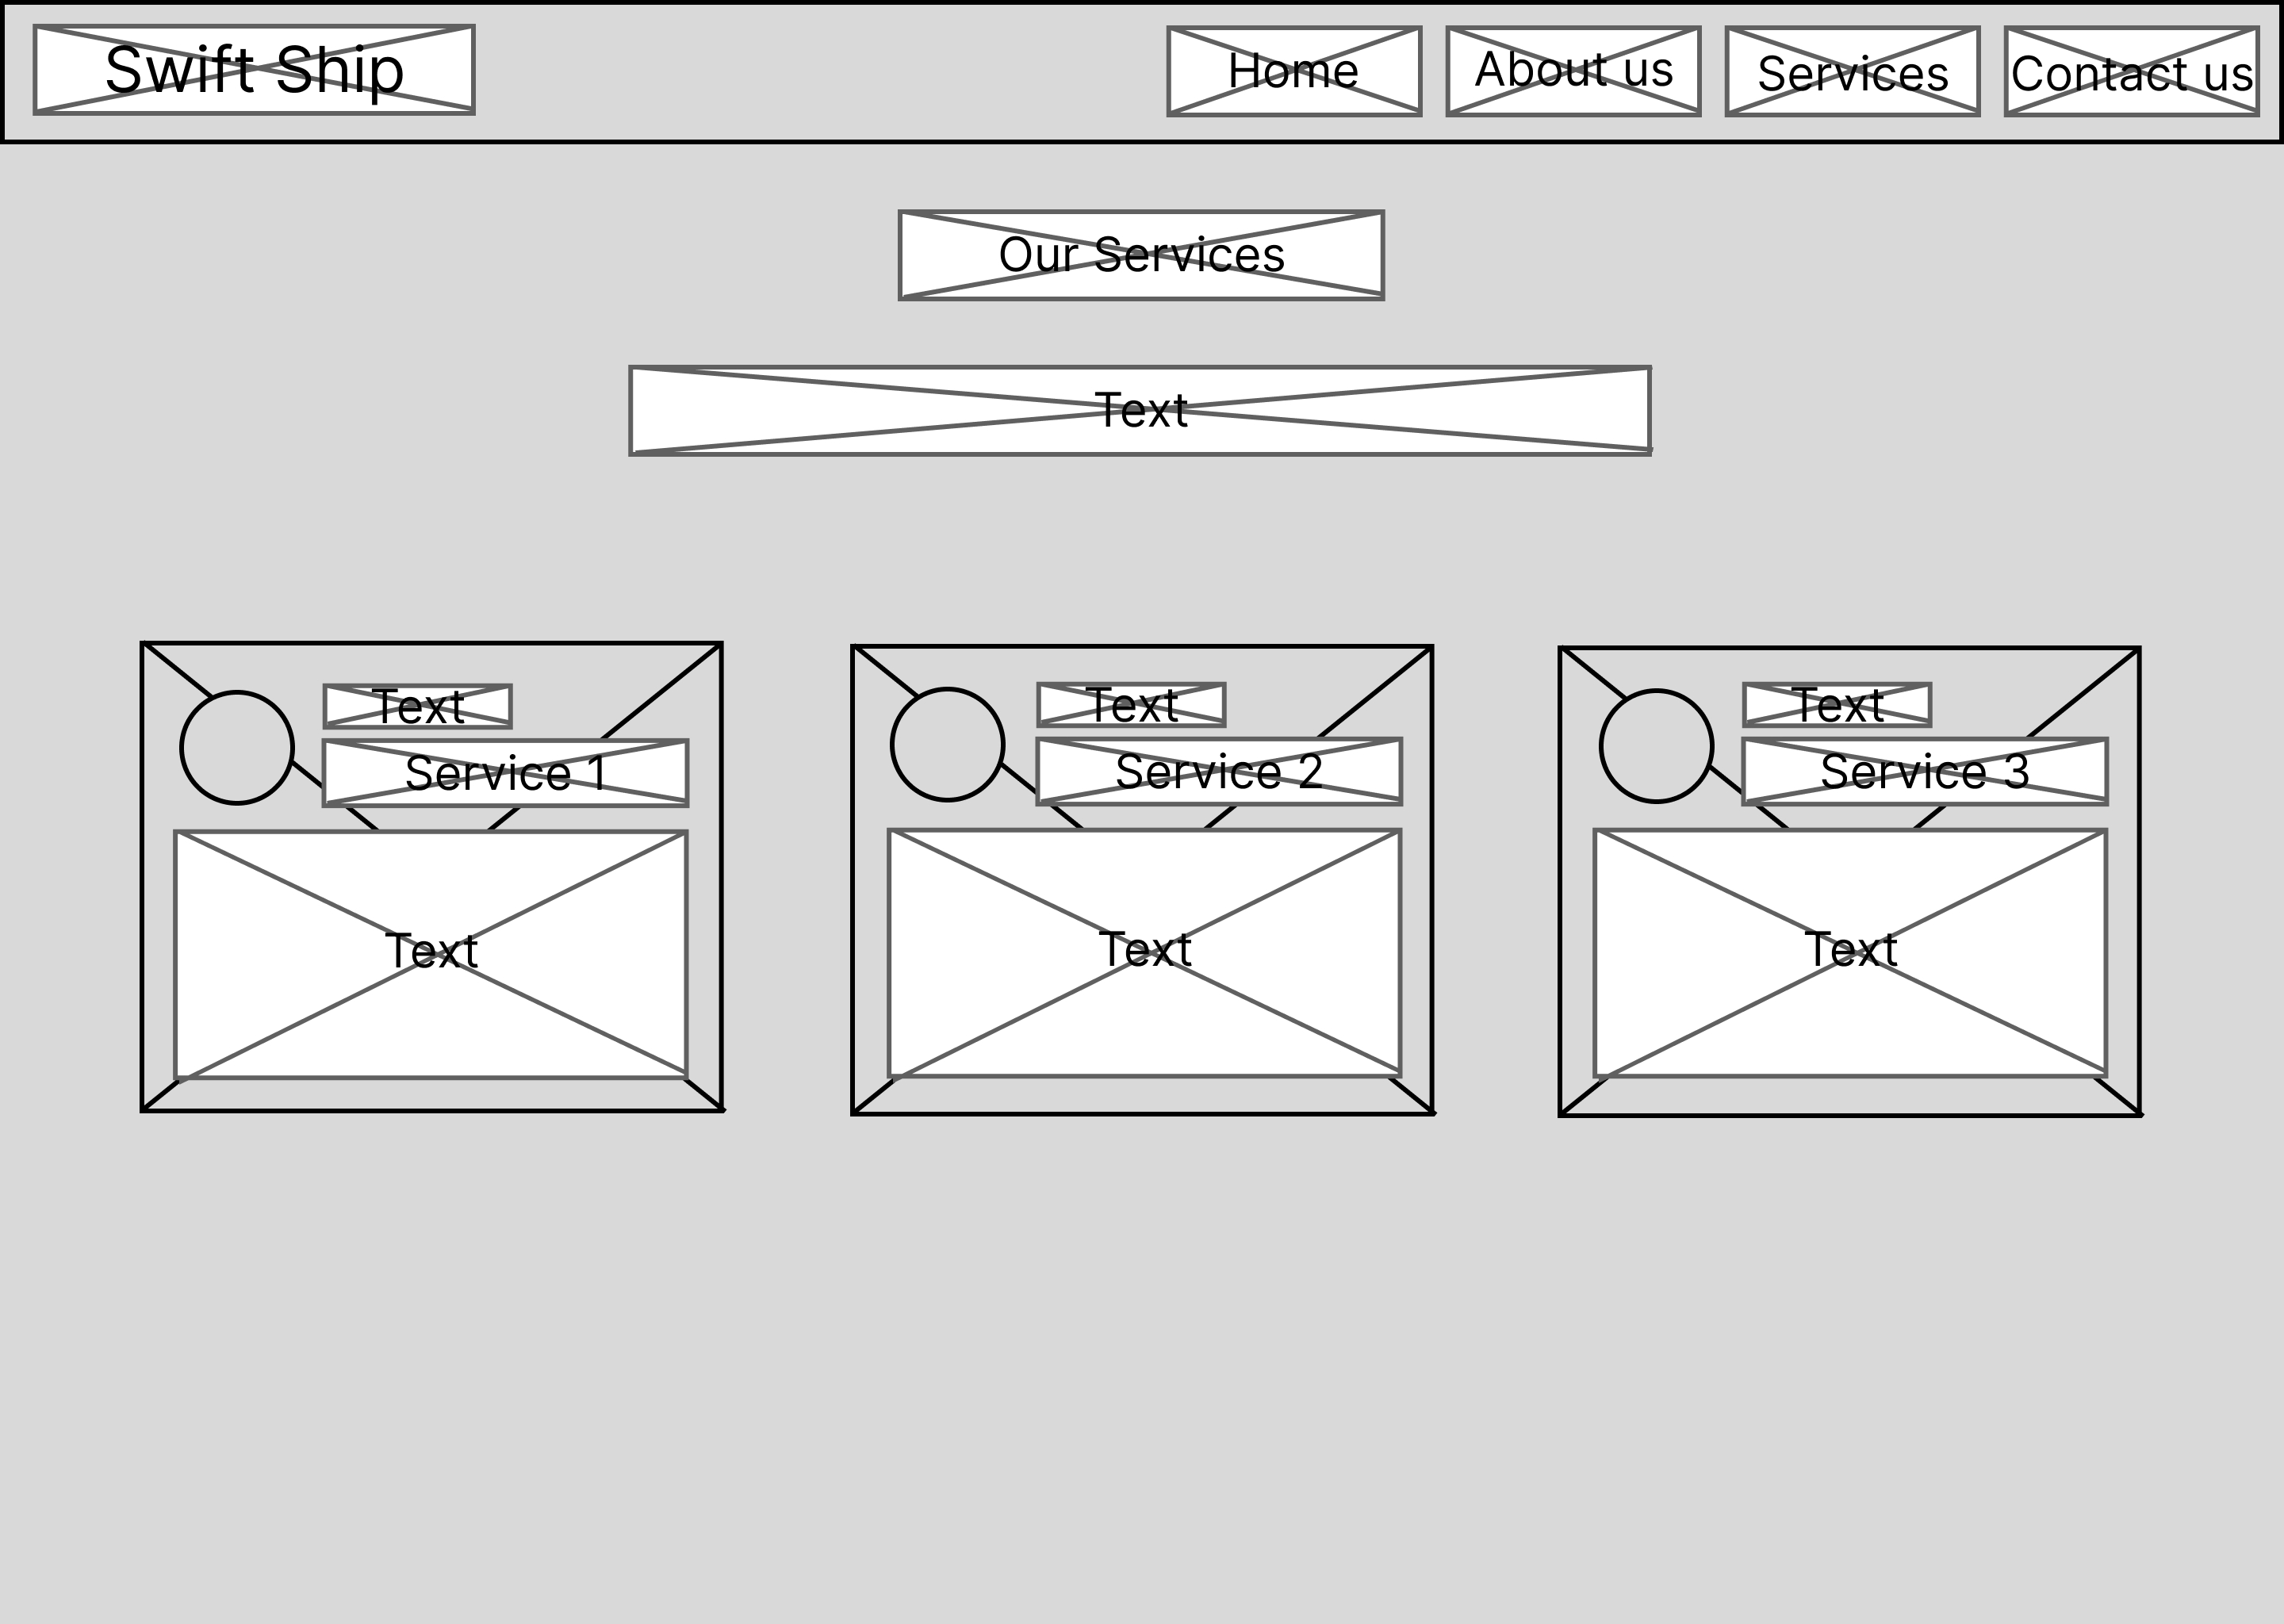 Swift Ship
Home
About us
Services
Contact us
Our Services
Text
Text
Service 1
Text
Text
Service 2
Text
Text
Service 3
Text